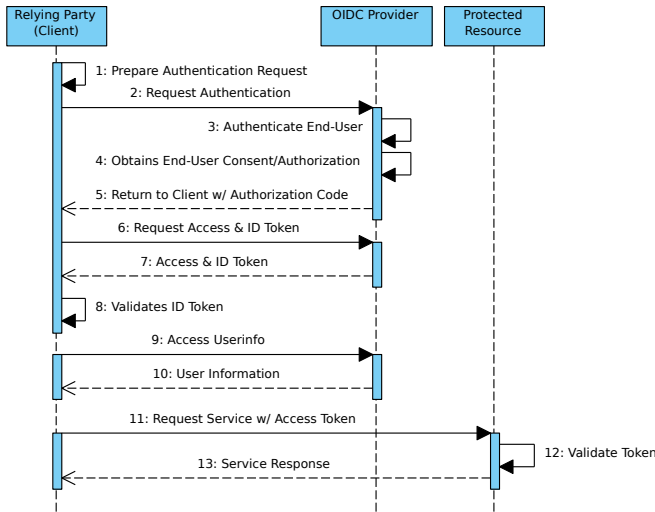 Relying Party
(Client)
OIDC Provider
Protected
Resource
1: Prepare Authentication Request
2: Request Authentication
3: Authenticate End-User
4: Obtains End-User Consent/Authorization
5: Return to Client w/ Authorization Code
6: Request Access & ID Token
7: Access & ID Token
8: Validates ID Token
9: Access Userinfo
10: User Information
11: Request Service w/ Access Token
12: Validate Token
13: Service Response